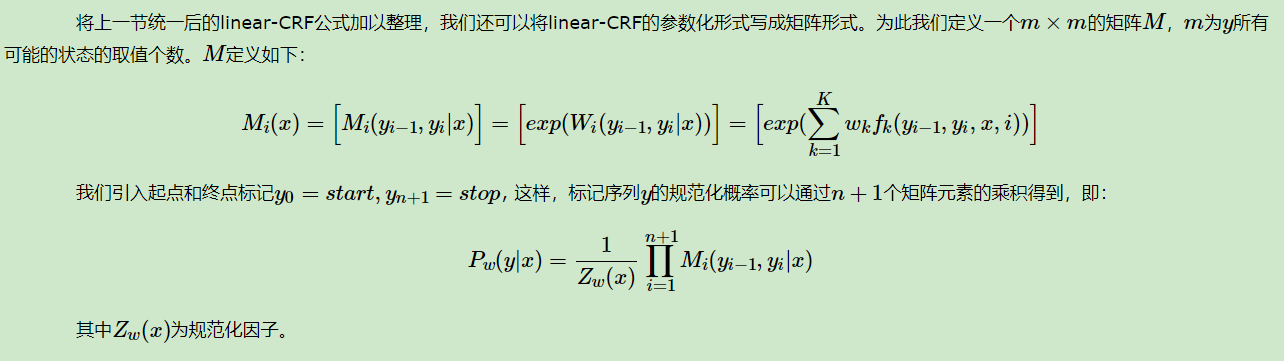 将上一节统一后的linear-CRF公式加以整理，我们还可以将linear-CRF的参数化形式写成矩阵形式。为此我们定义一个m × m的矩阵M，m为y所有
可能的状态的取值个数。M定义如下：
M_i(x) = [M_i(y_{i−1}, y_i|x)] = [exp(W_i(y_{i−1}, y_i|x))] = [exp(∑_{k=1}^{K} w_k f_k(y_{i−1}, y_i, x, i))]
我们引入起点和终点标记y_0 = start, y_{n+1} = stop，这样，标记序列y的规范化概率可以通过n + 1个矩阵元素的乘积得到，即：
P_w(y|x) = \frac{1}{Z_w(x)} ∏_{i=1}^{n+1} M_i(y_{i−1}, y_i|x)
其中Z_w(x)为规范化因子。